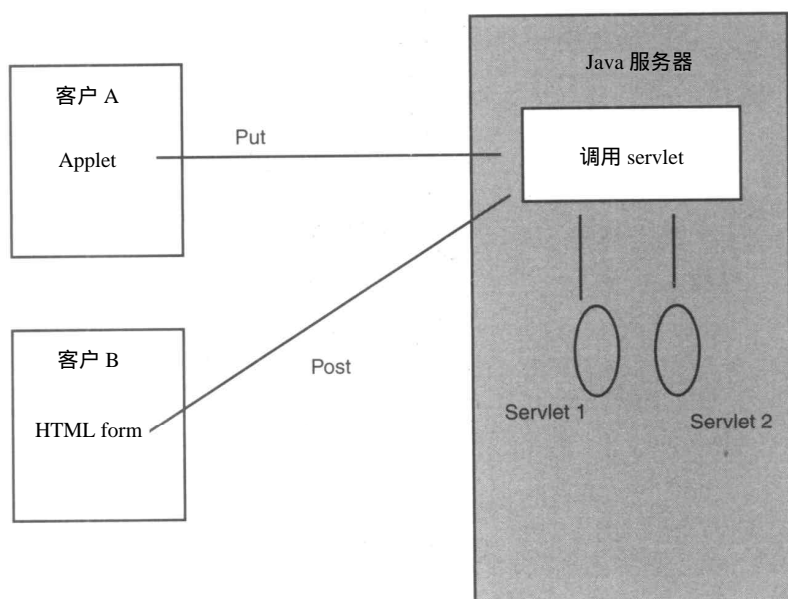 Java 服务器
客户 A
Applet
Put
调用 servlet
客户 B
HTML form
Post
Servlet 1
Servlet 2